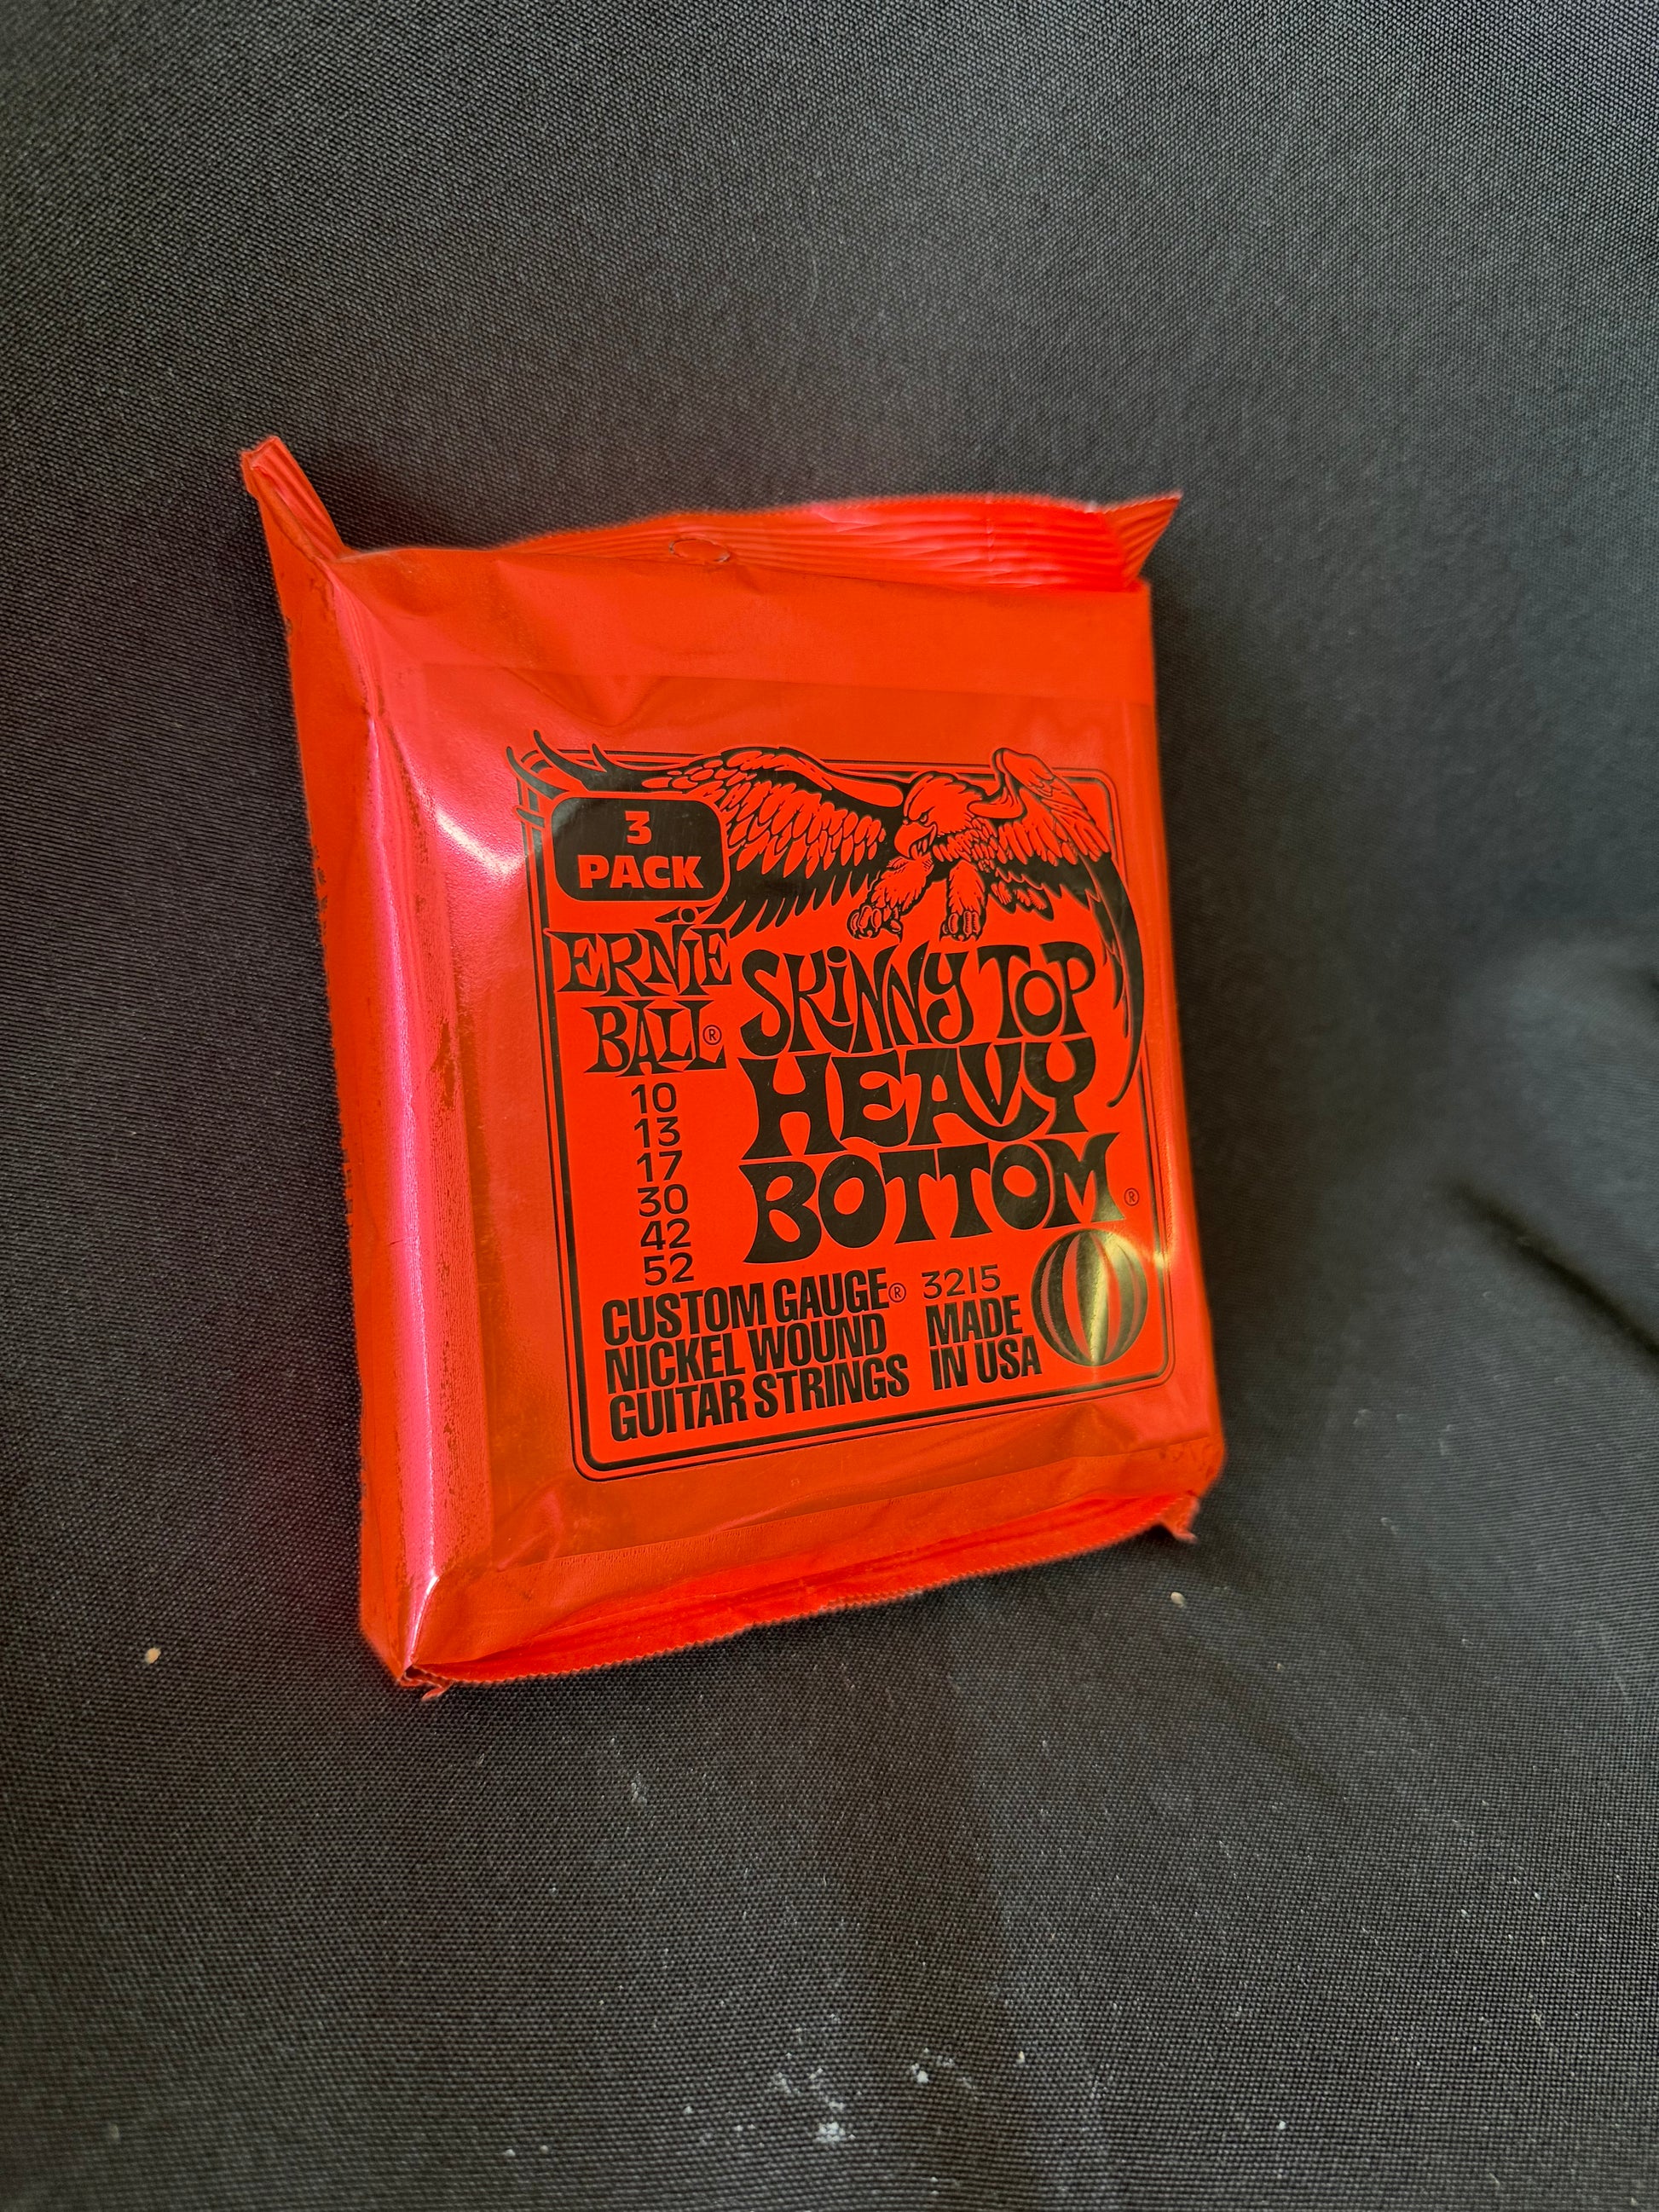 3
PACK
ERNIE
BALL®
10
13
17
30
42
52
SKINNY TOP
HEAVY
BOTTOM®
CUSTOM GAUGE®
NICKEL WOUND
GUITAR STRINGS
3215
MADE
IN USA